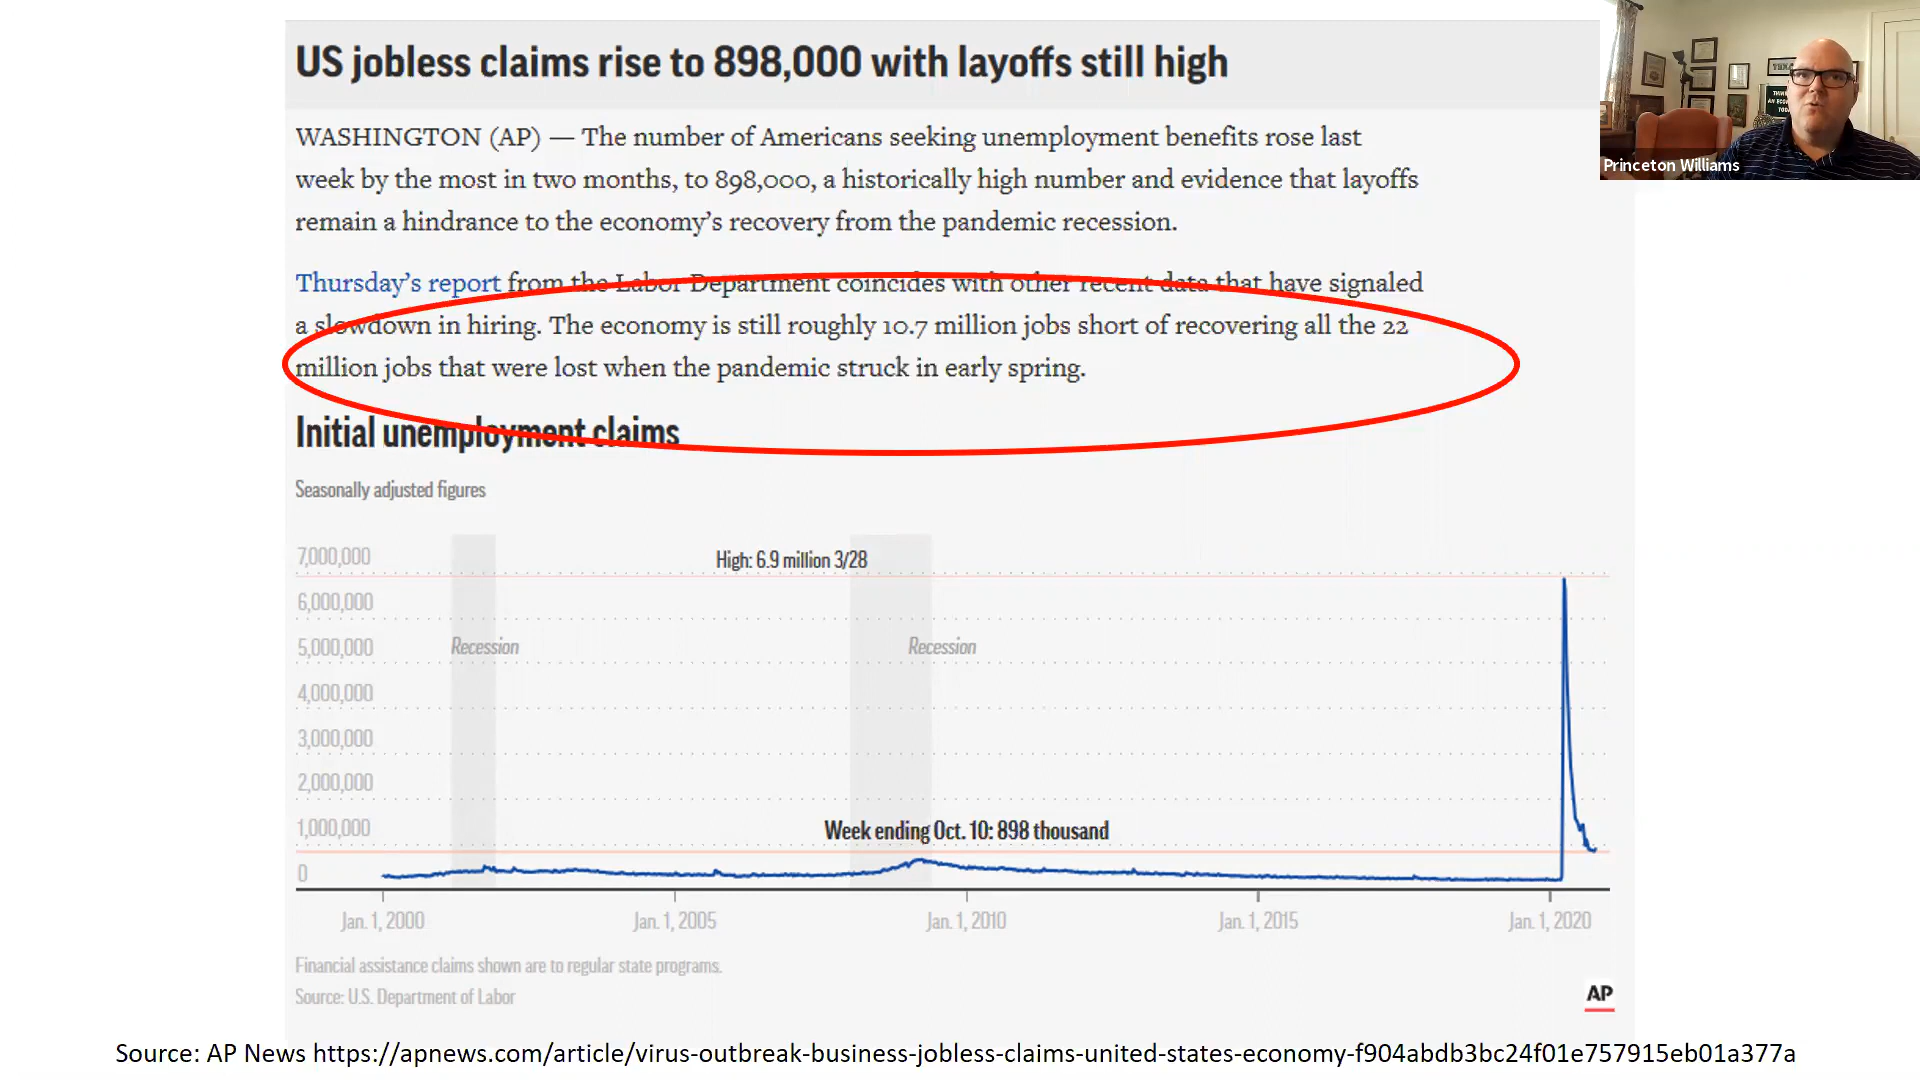 US jobless claims rise to 898,000 with layoffs still high
WASHINGTON (AP) — The number of Americans seeking unemployment benefits rose last
week by the most in two months, to 898,000, a historically high number and evidence that layoffs
remain a hindrance to the economy’s recovery from the pandemic recession.
Thursday’s report from the Labor Department coincides with other recent data that have signaled
a slowdown in hiring. The economy is still roughly 10.7 million jobs short of recovering all the 22
million jobs that were lost when the pandemic struck in early spring.
Initial unemployment claims
Seasonally adjusted figures
7,000,000
High: 6.9 million 3/28
6,000,000
5,000,000
Recession
Recession
4,000,000
3,000,000
2,000,000
1,000,000
Week ending Oct. 10: 898 thousand
0
Jan. 1, 2000
Jan. 1, 2005
Jan. 1, 2010
Jan. 1, 2015
Jan. 1, 2020
Financial assistance claims shown are to regular state programs.
Source: U.S. Department of Labor
AP
Source: AP News https://apnews.com/article/virus-outbreak-business-jobless-claims-united-states-economy-f904abdb3bc24f01e757915eb01a377a
Princeton Williams